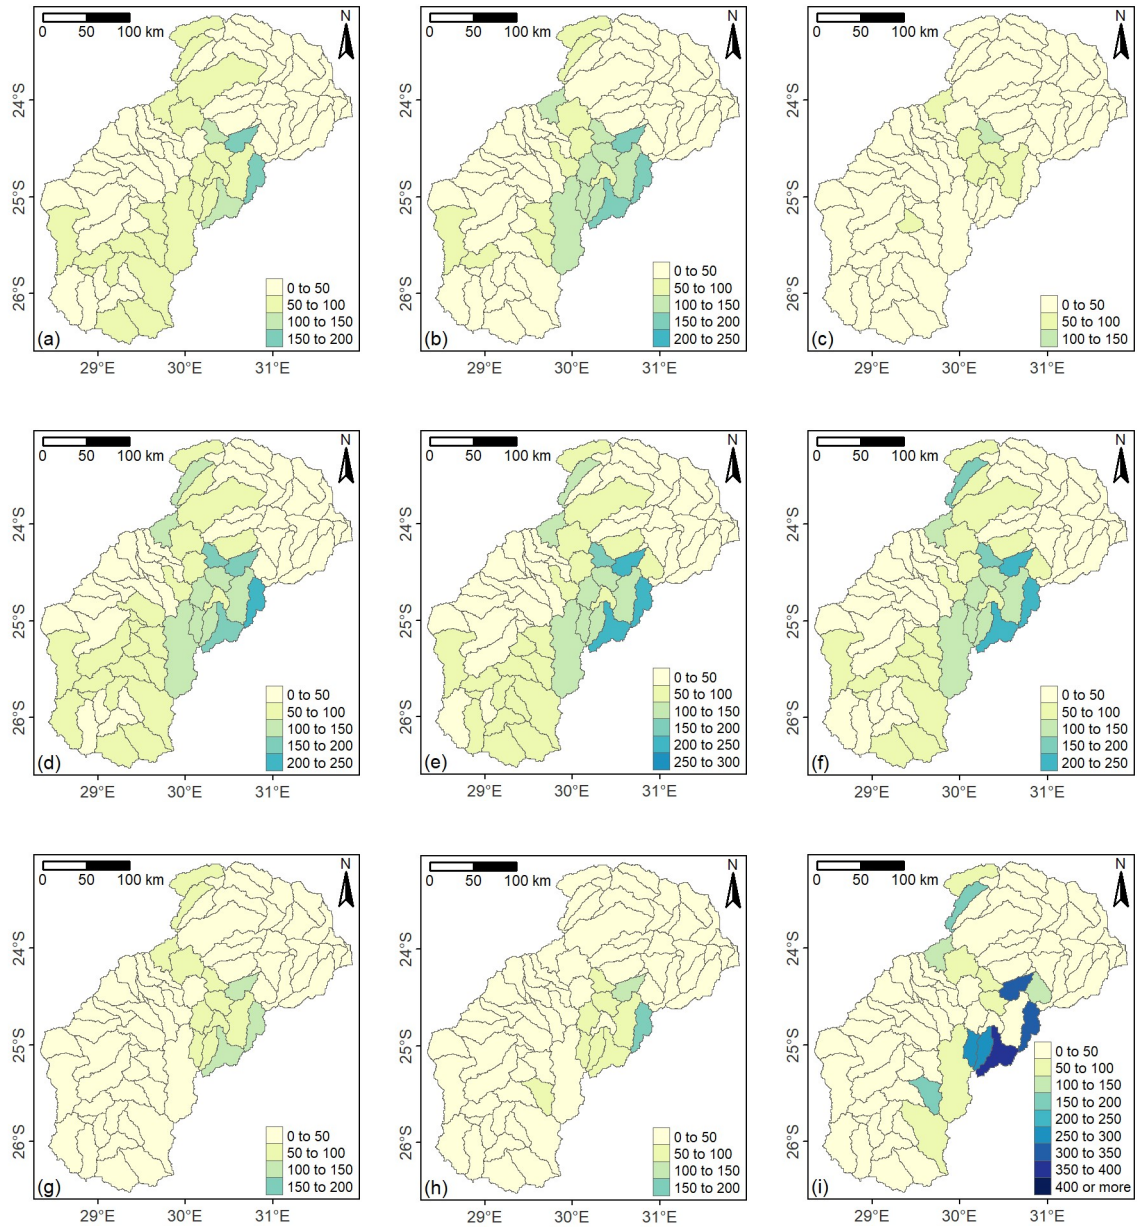 N N N
0 50 100 km 0 50 100 km 0 50 100 km
24°S 24°S 24°S
25°S 25°S 25°S
26°S 26°S 26°S
0 to 50
50 to 100
100 to 150
150 to 200
(a)
0 to 50
50 to 100
100 to 150
150 to 200
200 to 250
(b)
0 to 50
50 to 100
100 to 150
(c)
29°E 30°E 31°E 29°E 30°E 31°E 29°E 30°E 31°E
N N N
0 50 100 km 0 50 100 km 0 50 100 km
24°S 24°S 24°S
25°S 25°S 25°S
26°S 26°S 26°S
0 to 50
50 to 100
100 to 150
150 to 200
200 to 250
(d)
0 to 50
50 to 100
100 to 150
150 to 200
200 to 250
250 to 300
(e)
0 to 50
50 to 100
100 to 150
150 to 200
200 to 250
(f)
29°E 30°E 31°E 29°E 30°E 31°E 29°E 30°E 31°E
N N N
0 50 100 km 0 50 100 km 0 50 100 km
24°S 24°S 24°S
25°S 25°S 25°S
26°S 26°S 26°S
0 to 50
50 to 100
100 to 150
150 to 200
(g)
0 to 50
50 to 100
100 to 150
150 to 200
(h)
0 to 50
50 to 100
100 to 150
150 to 200
200 to 250
250 to 300
300 to 350
350 to 400
400 or more
(i)
29°E 30°E 31°E 29°E 30°E 31°E 29°E 30°E 31°E